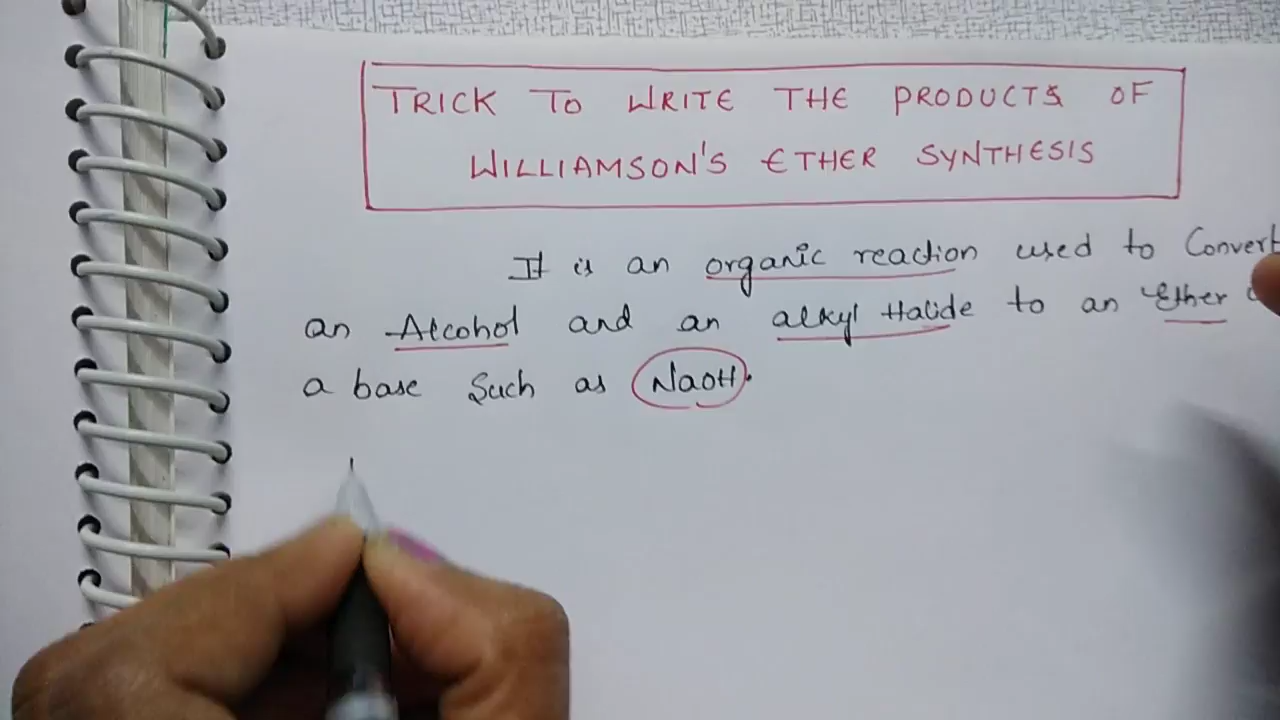 TRICK TO WRITE THE PRODUCTS OF
WILLIAMSON'S ETHER SYNTHESIS
It is an organic reaction used to Convert
an Alcohol and an alkyl Halide to an Ether
a base Such as NaOH.